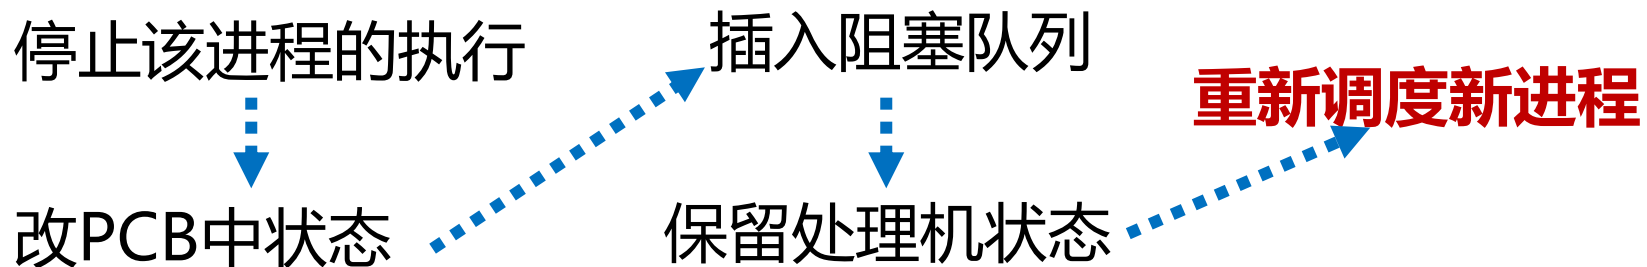 停止该进程的执行
改PCB中状态
插入阻塞队列
保留处理机状态
重新调度新进程